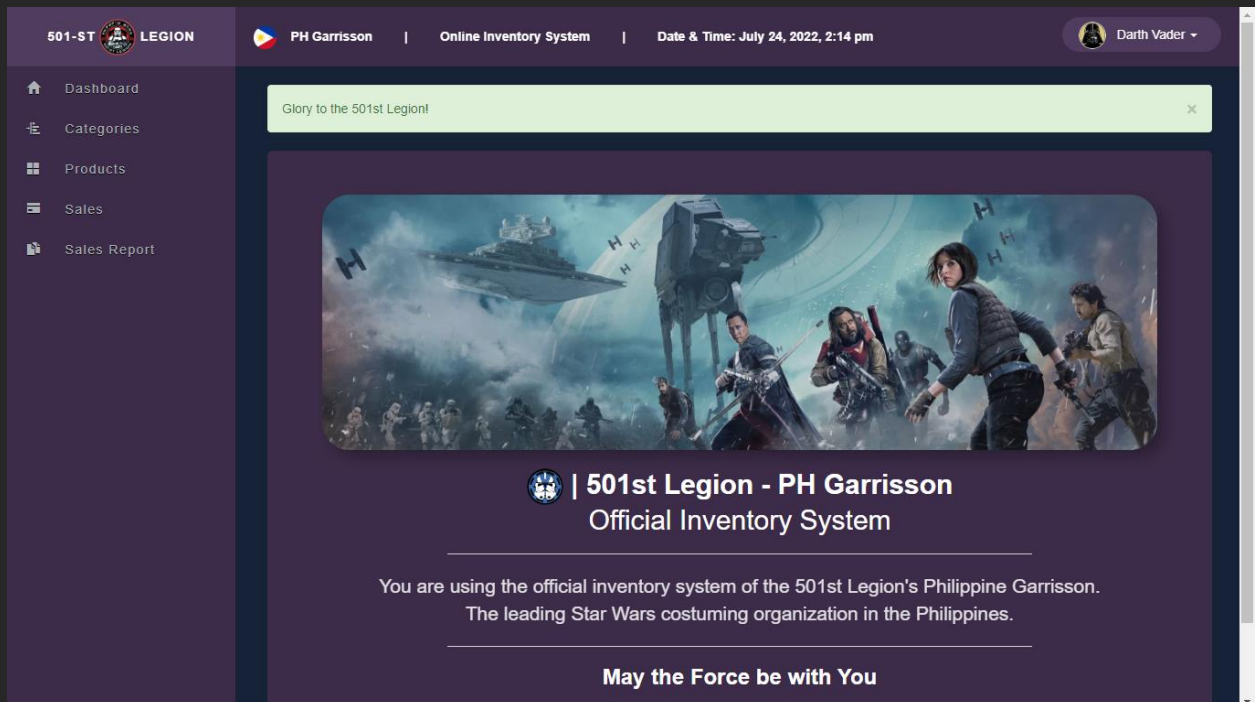 501-ST LEGION
PH Garrisson | Online Inventory System | Date & Time: July 24, 2022, 2:14 pm
Darth Vader
Dashboard
Categories
Products
Sales
Sales Report
Glory to the 501st Legion!
| 501st Legion - PH Garrisson
Official Inventory System
You are using the official inventory system of the 501st Legion's Philippine Garrisson.
The leading Star Wars costuming organization in the Philippines.
May the Force be with You